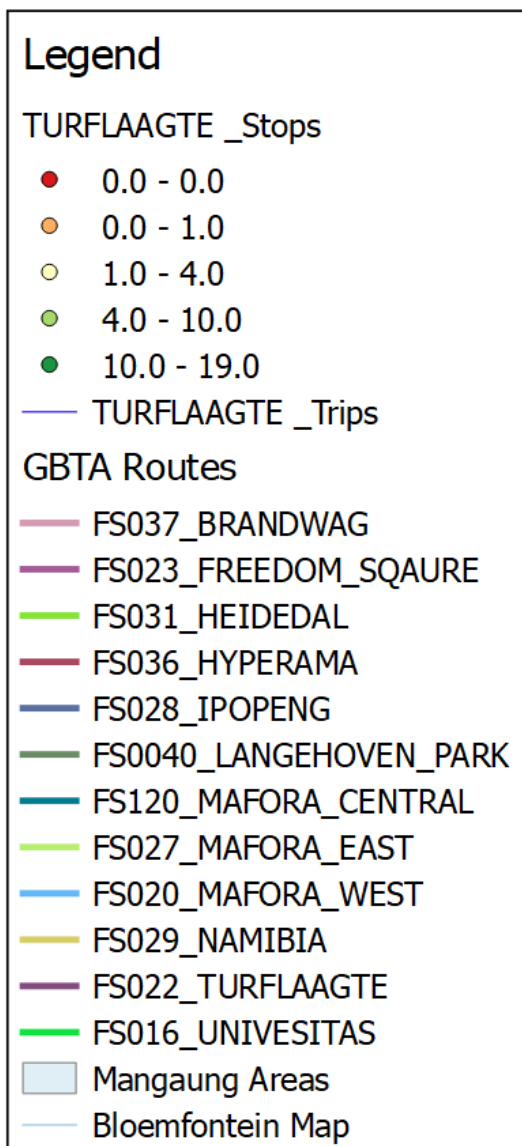 Legend
TURFLAAGTE _Stops
0.0 - 0.0
0.0 - 1.0
1.0 - 4.0
4.0 - 10.0
10.0 - 19.0
TURFLAAGTE _Trips
GBTA Routes
FS037_BRANDWAG
FS023_FREEDOM_SQAURE
FS031_HEIDEDAL
FS036_HYPERAMA
FS028_IPOPENG
FS0040_LANGEHOVEN_PARK
FS120_MAFORA_CENTRAL
FS027_MAFORA_EAST
FS020_MAFORA_WEST
FS029_NAMIBIA
FS022_TURFLAAGTE
FS016_UNIVESITAS
Mangaung Areas
Bloemfontein Map